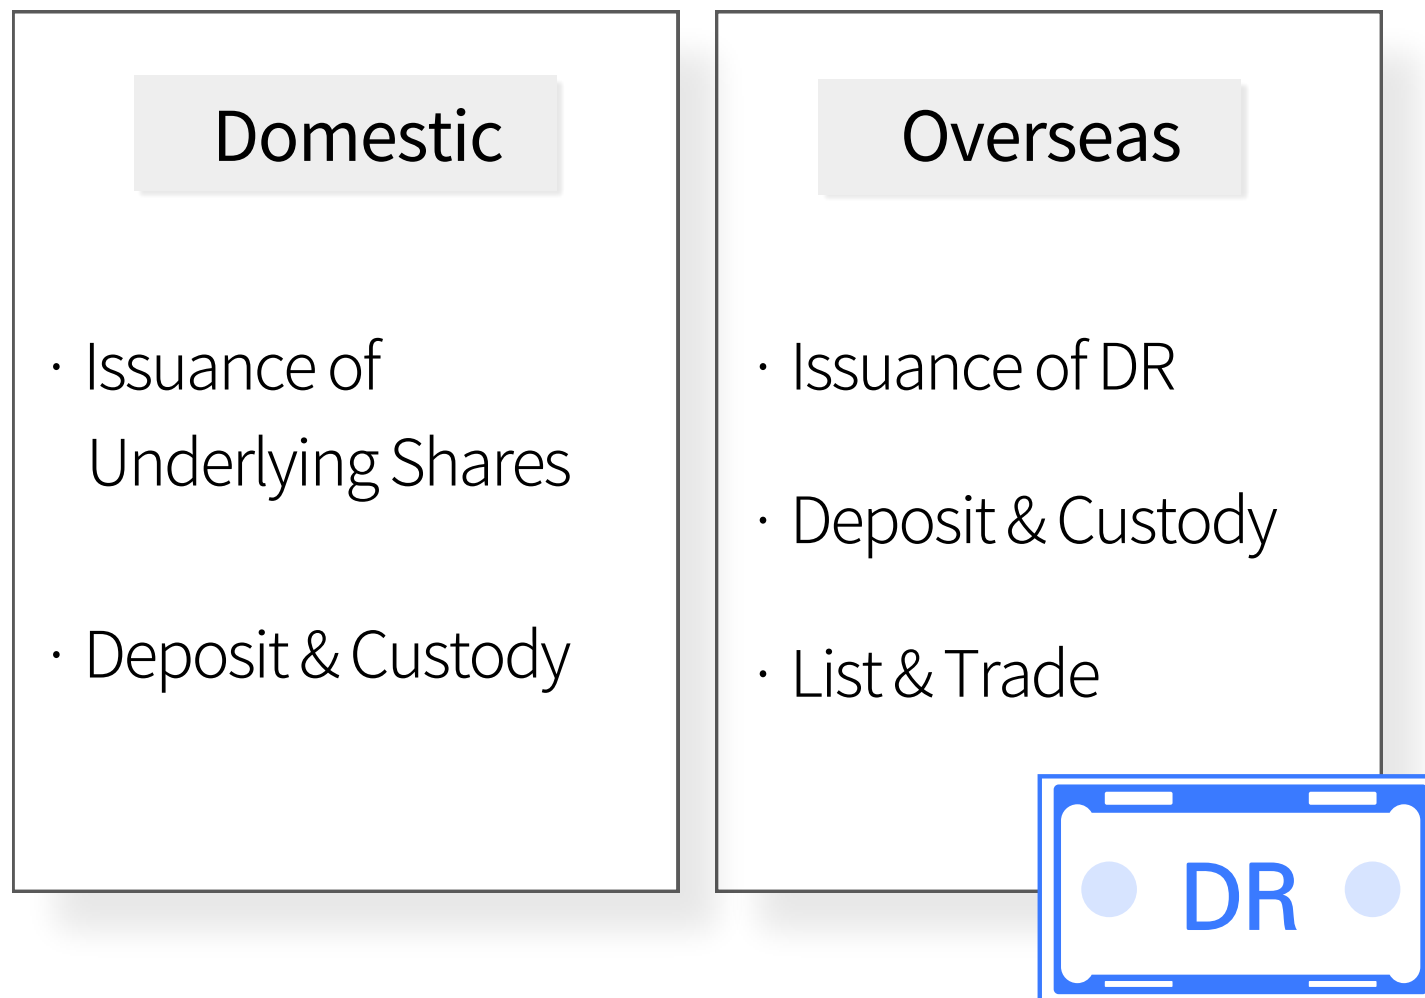 Domestic
· Issuance of
Underlying Shares
· Deposit & Custody
Overseas
· Issuance of DR
· Deposit & Custody
· List & Trade
DR